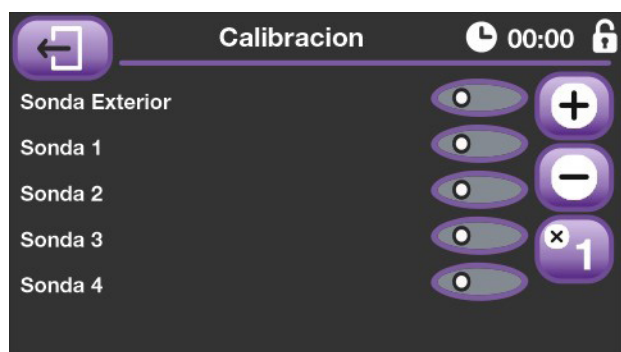 Calibracion 00:00
Sonda Exterior
Sonda 1
Sonda 2
Sonda 3
Sonda 4
+
−
×1